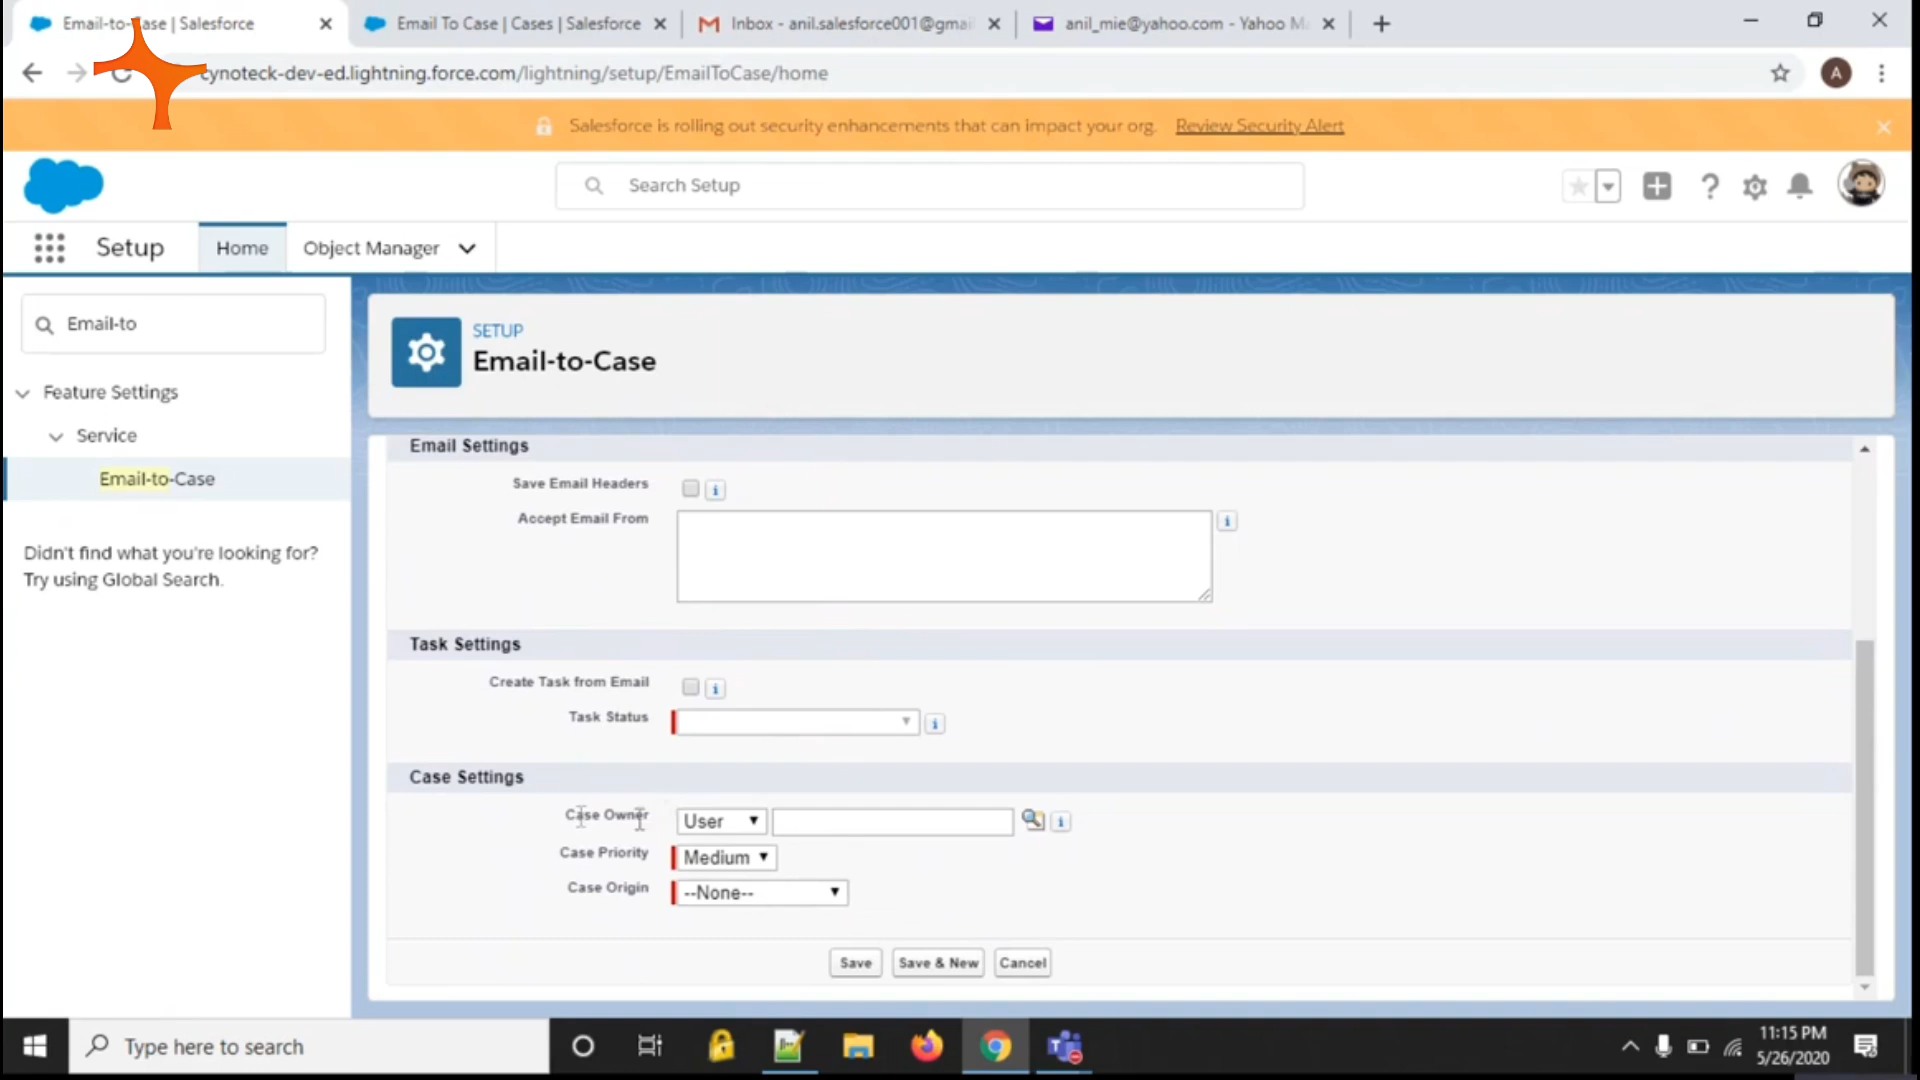 Email-to-Case | Salesforce
Email To Case | Cases | Salesforce
Inbox - anil.salesforce001@gmai
anil_mie@yahoo.com - Yahoo Ma
cynoteck-dev-ed.lightning.force.com/lightning/setup/EmailToCase/home
A
Salesforce is rolling out security enhancements that can impact your org. Review Security Alert
Search Setup
Setup
Home
Object Manager
Email-to
Feature Settings
Service
Email-to-Case
Didn't find what you're looking for?
Try using Global Search.
SETUP
Email-to-Case
Email Settings
Save Email Headers
Accept Email From
Task Settings
Create Task from Email
Task Status
Case Settings
Case Owner
User
Case Priority
Medium
Case Origin
--None--
Save
Save & New
Cancel
Type here to search
11:15 PM
5/26/2020